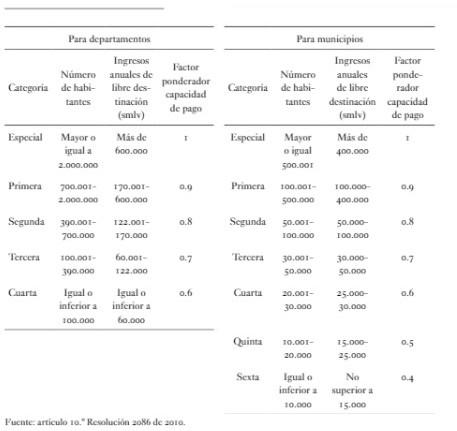 Para departamentos
Categoría
Número de habi-
tantes
Ingresos
anuales de
libre des-
tinación
(smlv)
Factor
ponderador
capacidad
de pago
Especial
Mayor o
igual a
2.000.000
Más de
600.000
1
Primera
700.001-
2.000.000
170.001-
600.000
0.9
Segunda
390.001-
700.000
122.001-
170.000
0.8
Tercera
100.001-
390.000
60.001-
122.000
0.7
Cuarta
Igual o
inferior a
100.000
Igual o
inferior a
60.000
0.6
Para municipios
Categoría
Número
de habi-
tantes
Ingresos
anuales
de libre
destinación
(smlv)
Factor
ponde-
rador
capacidad
de pago
Especial
Mayor
o igual
500.001
Más de
400.000
1
Primera
100.001-
500.000
100.000-
400.000
0.9
Segunda
50.001-
100.000
50.000-
100.000
0.8
Tercera
30.001-
50.000
30.000-
50.000
0.7
Cuarta
20.001-
30.000
25.000-
30.000
0.6
Quinta
10.001-
20.000
15.000-
25.000
0.5
Sexta
Igual o
inferior a
10.000
No
superior a
15.000
0.4
Fuente: artículo 10.º Resolución 2086 de 2010.